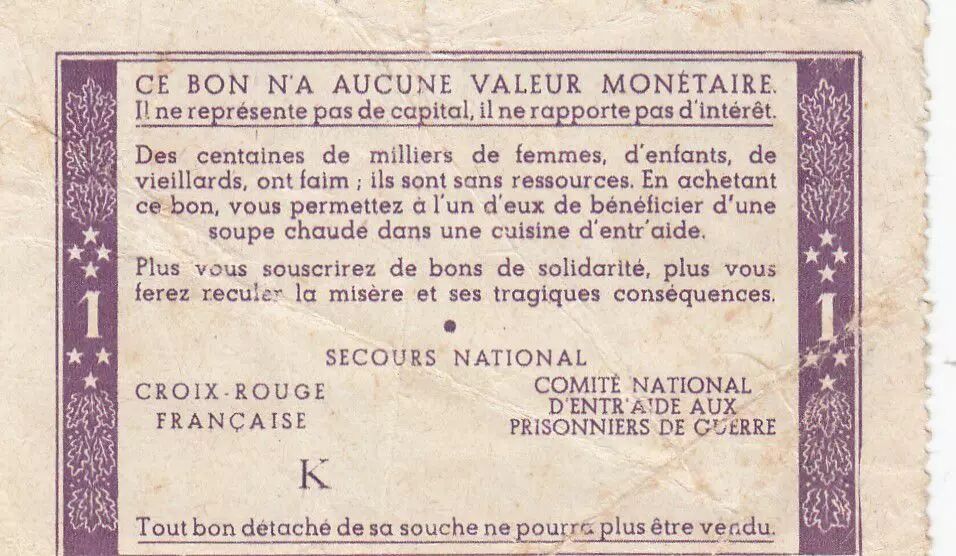 CE BON N'A AUCUNE VALEUR MONÉTAIRE.
Il ne représente pas de capital, il ne rapporte pas d'intérêt.
Des centaines de milliers de femmes, d'enfants, de
vieillards, ont faim ; ils sont sans ressources. En achetant
ce bon, vous permettez à l'un d'eux de bénéficier d'une
soupe chaude dans une cuisine d'entr'aide.
Plus vous souscrirez de bons de solidarité, plus vous
ferez reculer la misère et ses tragiques conséquences.
1
1
SECOURS NATIONAL
CROIX-ROUGE
FRANÇAISE
COMITÉ NATIONAL
D'ENTR'AIDE AUX
PRISONNIERS DE GUERRE
K
Tout bon détaché de sa souche ne pourra plus être vendu.